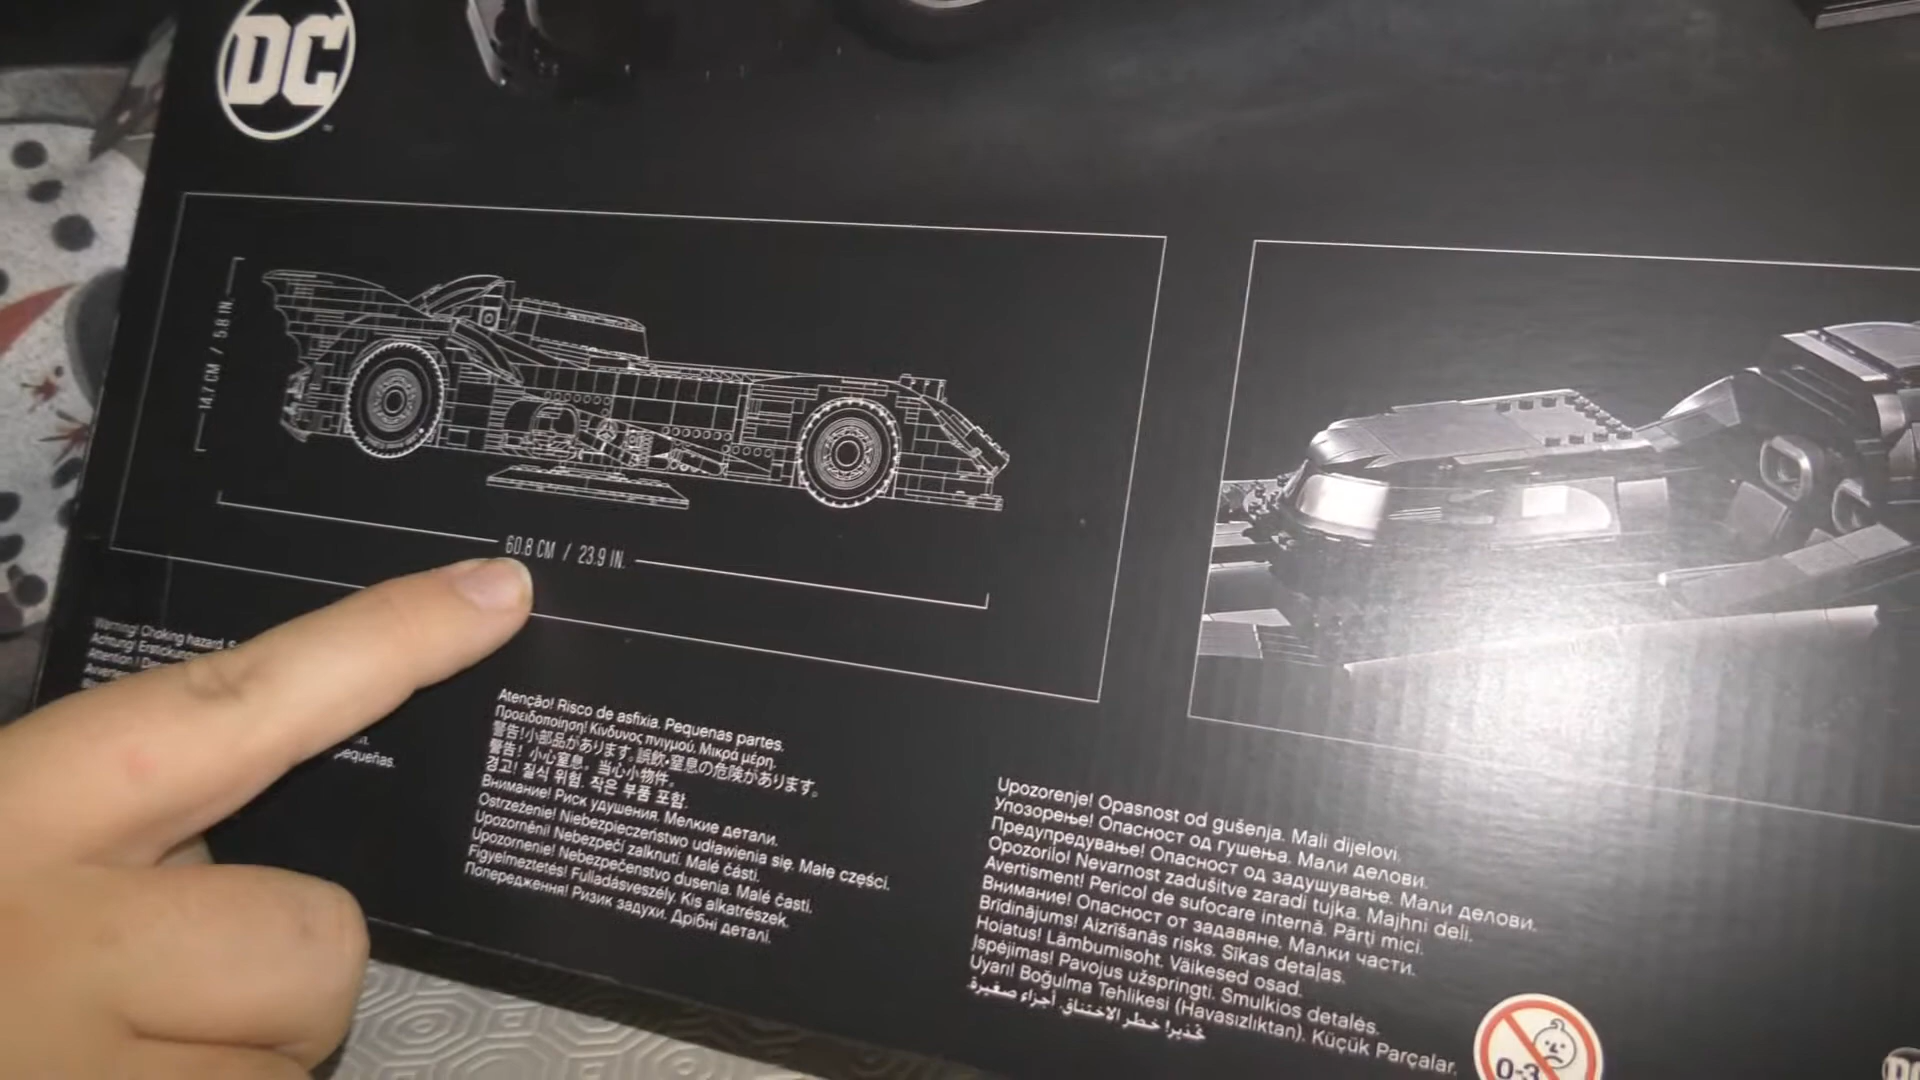 DC
14.7 CM / 5.8 IN.
60.8 CM / 23.9 IN.
Warning! Choking hazard.
Achtung!
Attention !
pequeñas.
Atenção! Risco de asfixia. Pequenas partes.
Προειδοποίηση! Κίνδυνος πνιγμού. Μικρά μέρη.
警告!小部品があります。誤飲・窒息の危険があります。
警告! 小心窒息。当心小物件。
경고! 질식 위험. 작은 부품 포함.
Внимание! Риск удушения. Мелкие детали.
Ostrzeżenie! Niebezpieczeństwo udławienia się. Małe części.
Upozornění! Nebezpečí zalknutí. Malé části.
Upozornenie! Nebezpečenstvo dusenia. Malé časti.
Figyelmeztetés! Fulladásveszély. Kis alkatrészek.
Попередження! Ризик задухи. Дрібні деталі.
Upozorenje! Opasnost od gušenja. Mali dijelovi.
Упозорење! Опасност од гушења. Мали делови.
Предупредување! Опасност од задушување. Мали делови.
Opozorilo! Nevarnost zadušitve zaradi tujka. Majhni deli.
Avertisment! Pericol de sufocare internă. Părți mici.
Внимание! Опасност от задавяне. Малки части.
Brīdinājums! Aizrīšanās risks. Sīkas detaļas.
Hoiatus! Lämbumisoht. Väikesed osad.
Įspėjimas! Pavojus užspringti. Smulkios detalės.
Uyarı! Boğulma Tehlikesi (Havasızlıktan). Küçük Parçalar.
تحذير! خطر الاختناق. أجزاء صغيرة
0-3